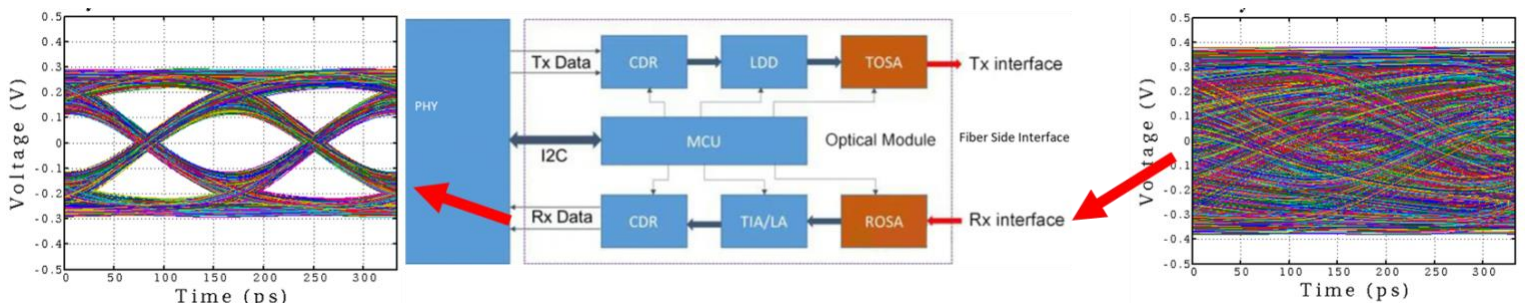 0.5
0.4
0.3
0.2
0.1
0
-0.1
-0.2
-0.3
-0.4
-0.5
Voltage (V)
0 50 100 150 200 250 300
Time (ps)
PHY
Tx Data
CDR
LDD
TOSA
Tx interface
I2C
MCU
Optical Module
Fiber Side Interface
Rx Data
CDR
TIA/LA
ROSA
Rx interface
0.5
0.4
0.3
0.2
0.1
0
-0.1
-0.2
-0.3
-0.4
-0.5
Voltage (V)
0 50 100 150 200 250 300
Time (ps)